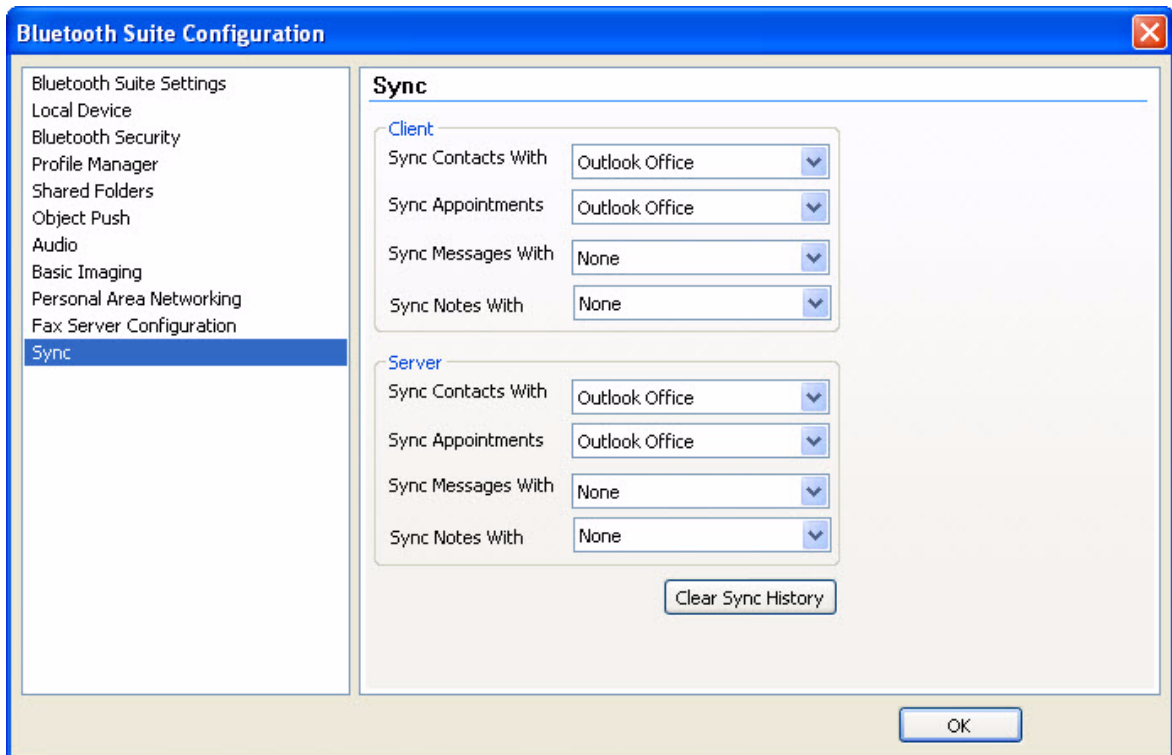 Bluetooth Suite Configuration
Bluetooth Suite Settings
Local Device
Bluetooth Security
Profile Manager
Shared Folders
Object Push
Audio
Basic Imaging
Personal Area Networking
Fax Server Configuration
Sync
Sync
Client
Sync Contacts With Outlook Office
Sync Appointments Outlook Office
Sync Messages With None
Sync Notes With None
Server
Sync Contacts With Outlook Office
Sync Appointments Outlook Office
Sync Messages With None
Sync Notes With None
Clear Sync History
OK